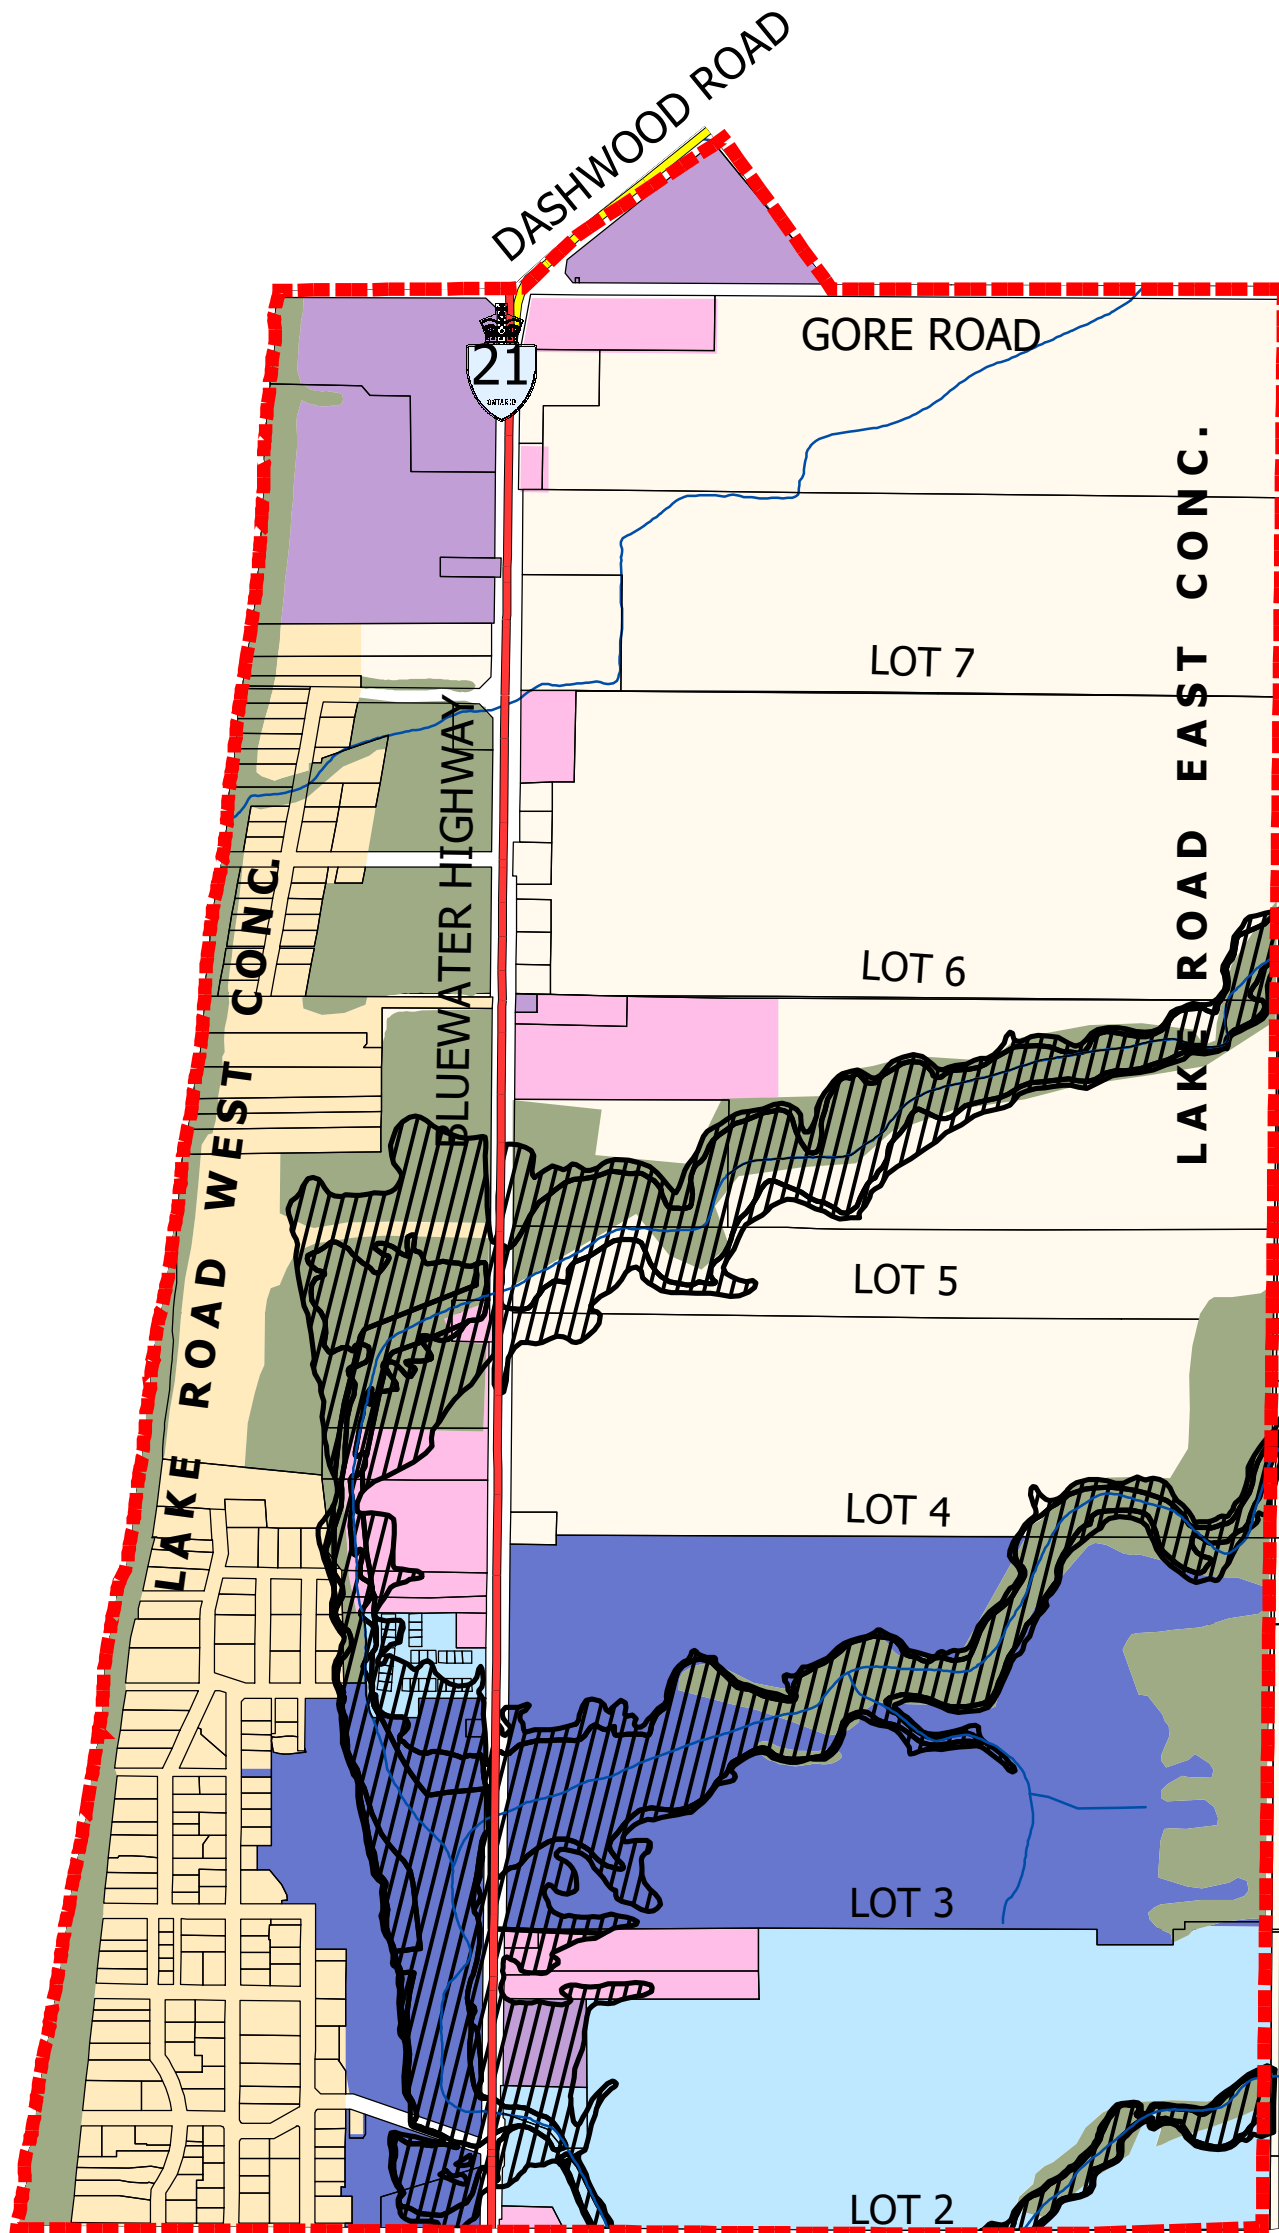 DASHWOOD ROAD
GORE ROAD
21
ONTARIO
LAKE ROAD EAST CONC.
LOT 7
BLUEWATER HIGHWAY
LAKE ROAD WEST CONC.
LOT 6
LOT 5
LOT 4
LOT 3
LOT 2